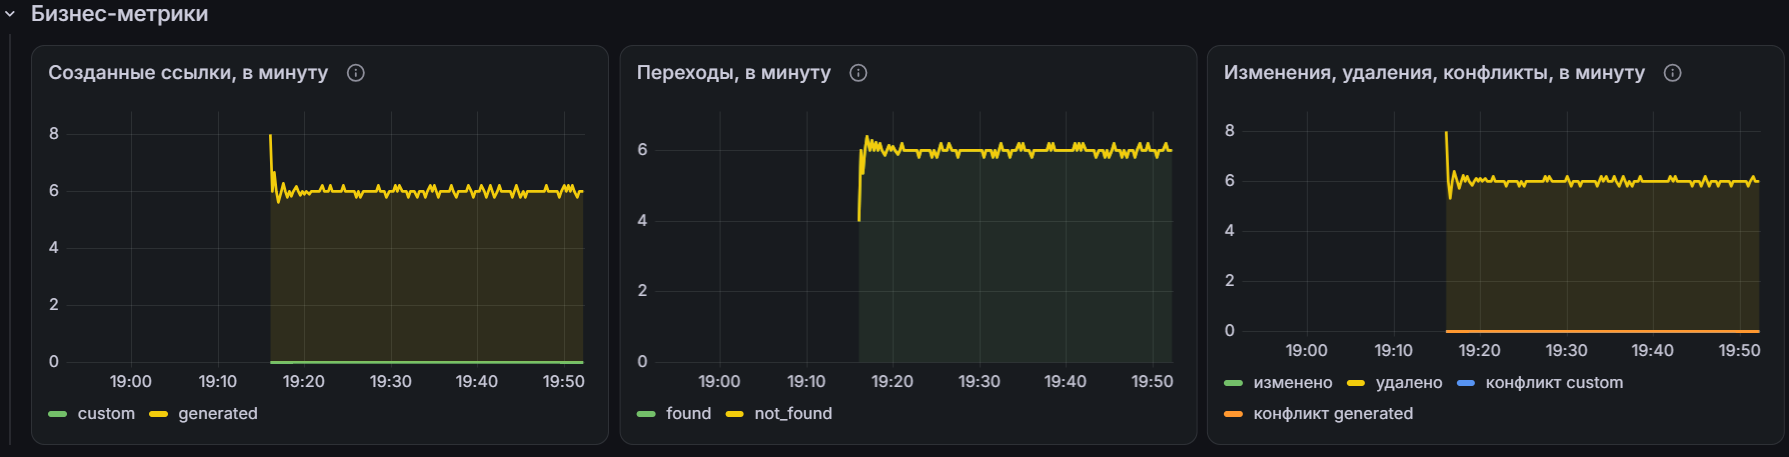 Бизнес-метрики
Созданные ссылки, в минуту
8
6
4
2
0
19:00 19:10 19:20 19:30 19:40 19:50
custom generated
Переходы, в минуту
6
4
2
0
19:00 19:10 19:20 19:30 19:40 19:50
found not_found
Изменения, удаления, конфликты, в минуту
8
6
4
2
0
19:00 19:10 19:20 19:30 19:40 19:50
изменено удалено конфликт custom
конфликт generated